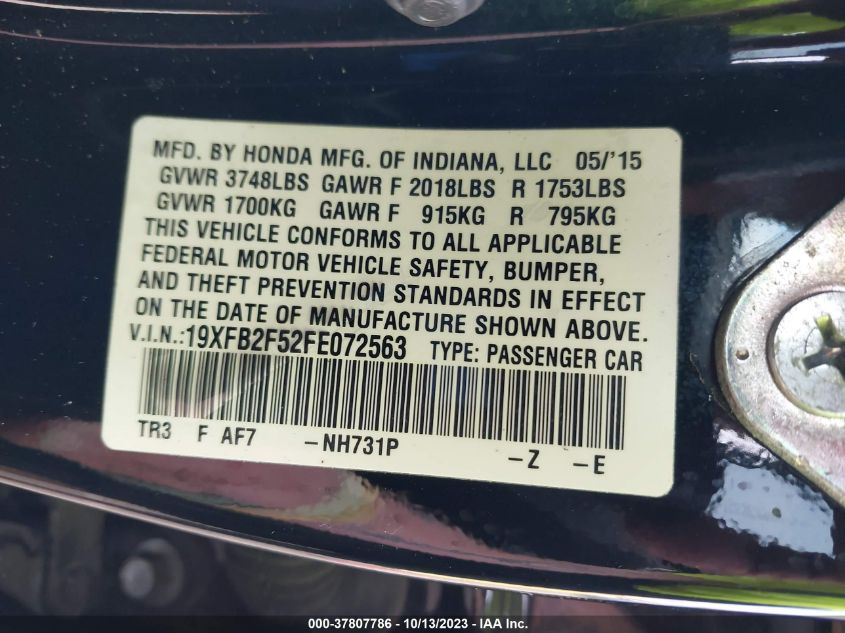 MFD. BY HONDA MFG. OF INDIANA, LLC 05/'15
GVWR 3748LBS GAWR F 2018LBS R 1753LBS
GVWR 1700KG GAWR F 915KG R 795KG
THIS VEHICLE CONFORMS TO ALL APPLICABLE
FEDERAL MOTOR VEHICLE SAFETY, BUMPER,
AND THEFT PREVENTION STANDARDS IN EFFECT
ON THE DATE OF MANUFACTURE SHOWN ABOVE.
V.I.N.:19XFB2F52FE072563 TYPE: PASSENGER CAR
TR3 F AF7 -NH731P -Z -E
000-37807786 - 10/13/2023 - IAA Inc.